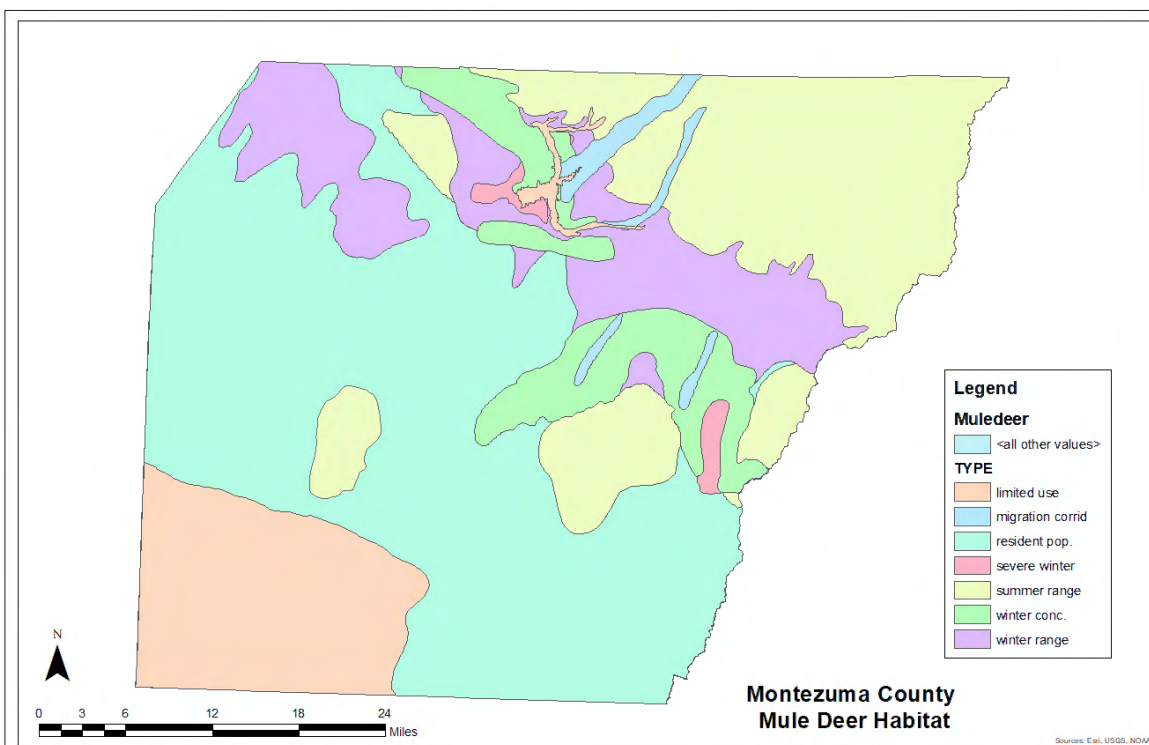 Legend
Muledeer
<all other values>
TYPE
limited use
migration corrid
resident pop.
severe winter
summer range
winter conc.
winter range
N
0 3 6 12 18 24
Miles
Montezuma County
Mule Deer Habitat
Sources: Esri, USGS, NOAA